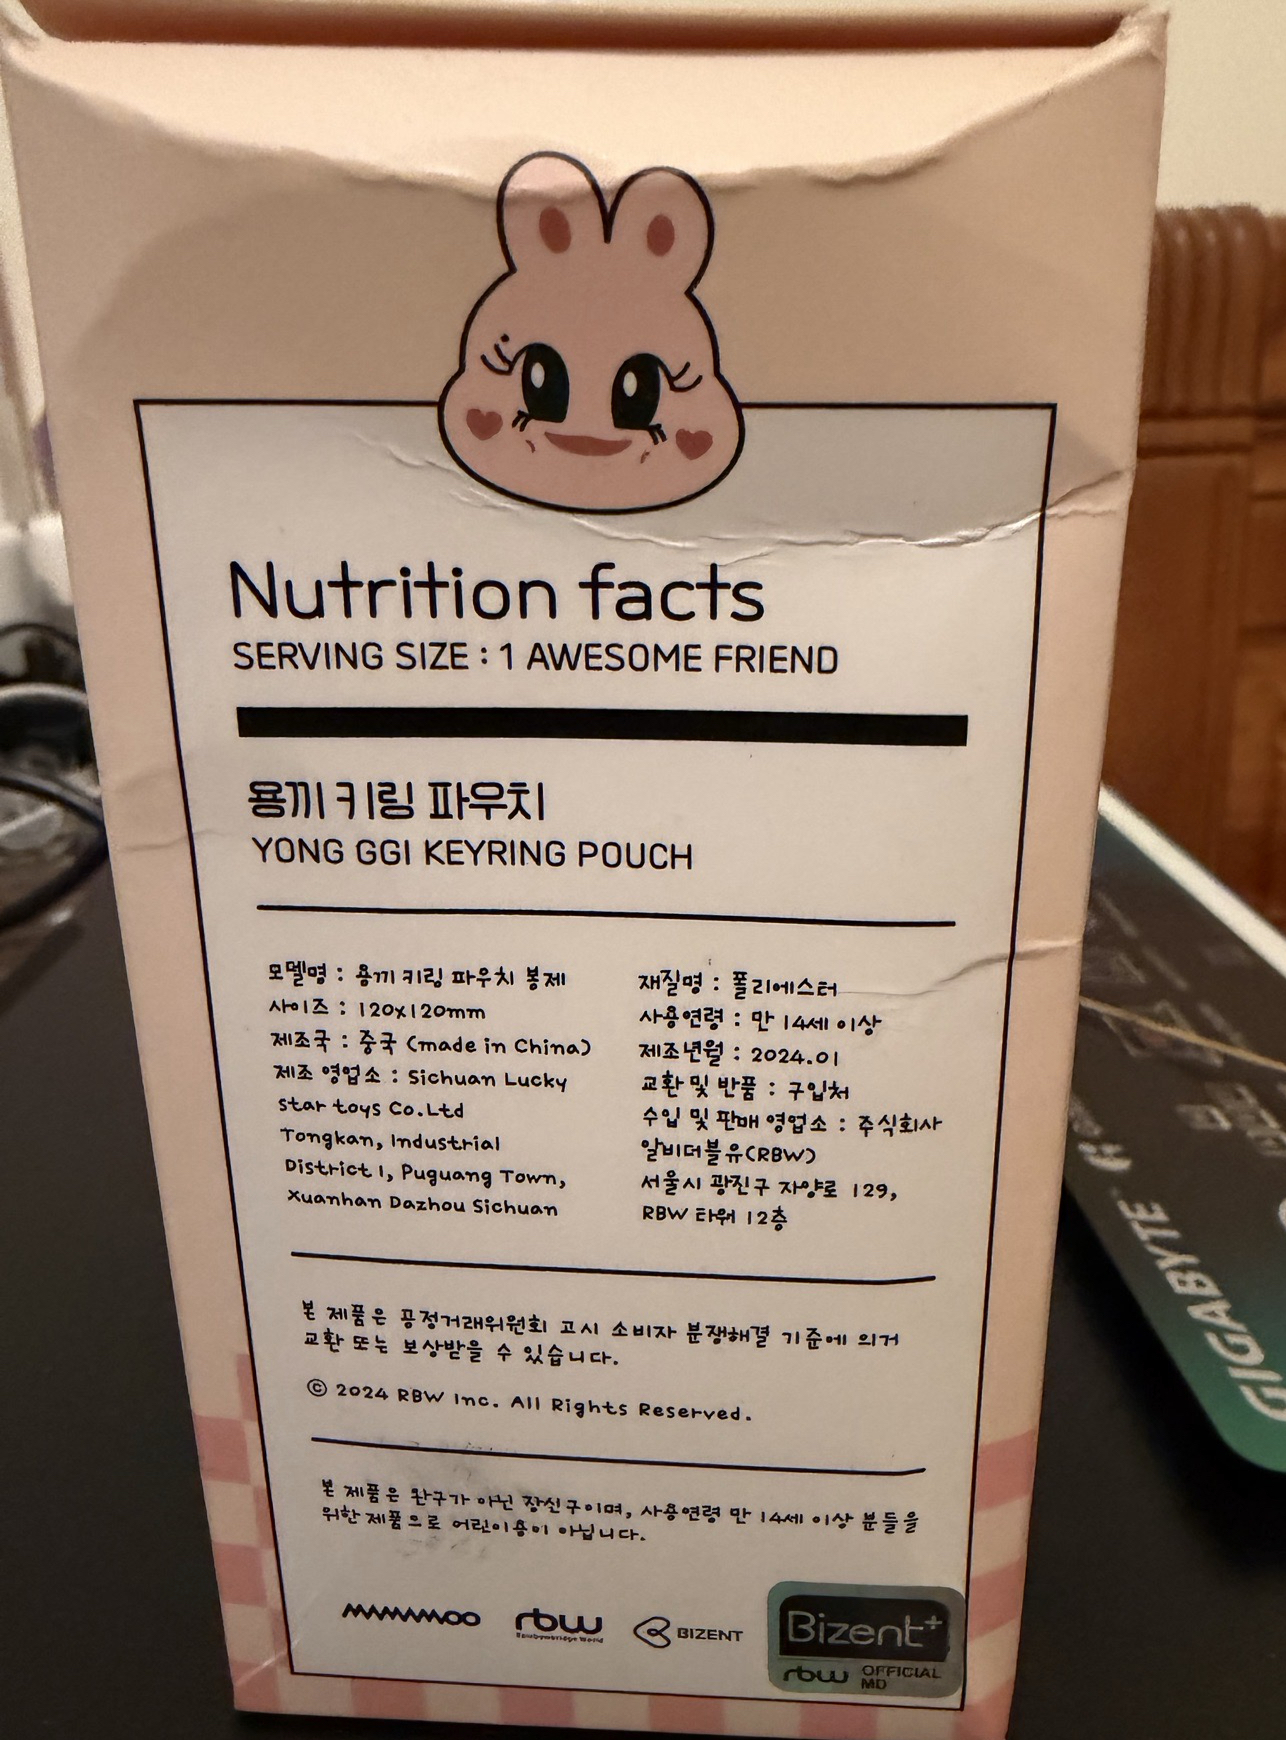 Nutrition facts
SERVING SIZE : 1 AWESOME FRIEND
용끼 키링 파우치
YONG GGI KEYRING POUCH
모델명 : 용끼 키링 파우치 봉제
사이즈 : 120x120mm
제조국 : 중국 (made in China)
제조 영업소 : Sichuan Lucky
star toys Co.Ltd
Tongkan, Industrial
District 1, Puguang Town,
Xuanhan Dazhou Sichuan
재질명 : 폴리에스터
사용연령 : 만 14세 이상
제조년월 : 2024.01
교환 및 반품 : 구입처
수입 및 판매 영업소 : 주식회사
알비더블유(RBW)
서울시 광진구 자양로 129,
RBW 타워 12층
본 제품은 공정거래위원회 고시 소비자 분쟁해결 기준에 의거
교환 또는 보상받을 수 있습니다.
© 2024 RBW Inc. All Rights Reserved.
본 제품은 완구가 아닌 장신구이며, 사용연령 만 14세 이상 분들을
위한 제품으로 어린이용이 아닙니다.
MAMAMOO
rbw
Rainbowbridge World
BIZENT
Bizent+
rbw OFFICIAL
MD
GIGABYTE